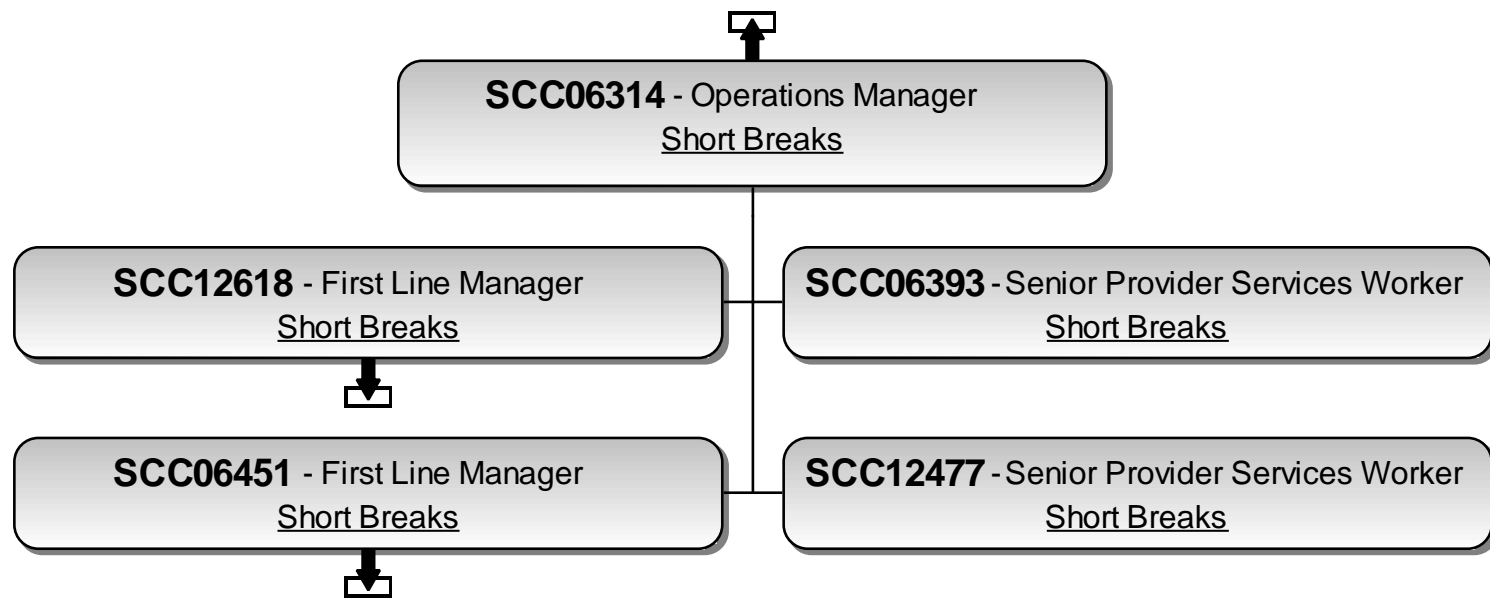 SCC06314 - Operations Manager
Short Breaks
SCC12618 - First Line Manager
Short Breaks
SCC06393 - Senior Provider Services Worker
Short Breaks
SCC06451 - First Line Manager
Short Breaks
SCC12477 - Senior Provider Services Worker
Short Breaks